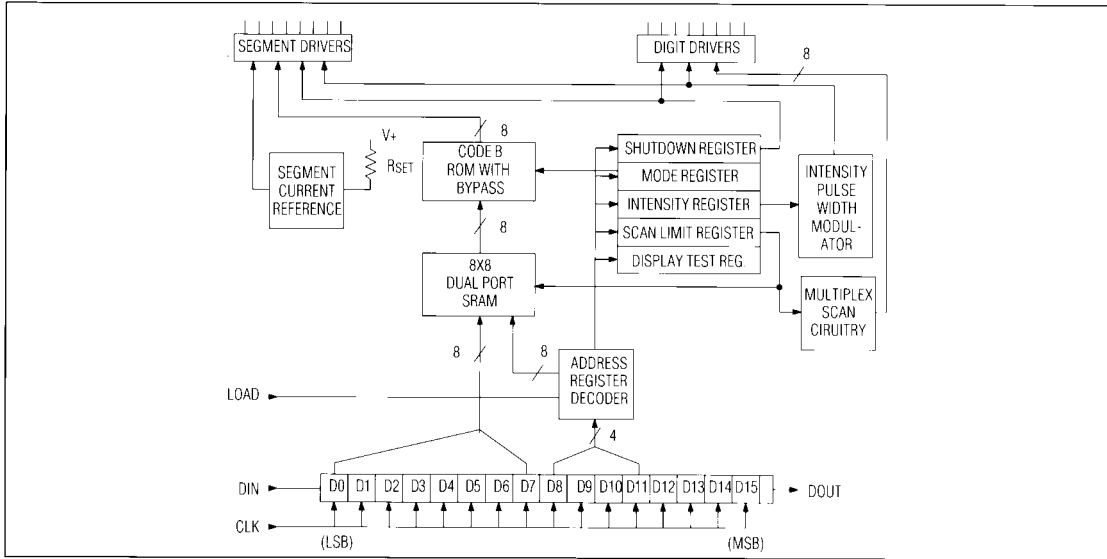 SEGMENT DRIVERS
DIGIT DRIVERS
8
V+
RSET
8
CODE B
ROM WITH
BYPASS
SEGMENT
CURRENT
REFERENCE
SHUTDOWN REGISTER
MODE REGISTER
INTENSITY REGISTER
SCAN LIMIT REGISTER
DISPLAY TEST REG.
INTENSITY
PULSE
WIDTH
MODUL-
ATOR
8
8X8
DUAL PORT
SRAM
MULTIPLEX
SCAN
CIRUITRY
8
8
ADDRESS
REGISTER
DECODER
LOAD
4
DIN
D0 D1 D2 D3 D4 D5 D6 D7 D8 D9 D10 D11 D12 D13 D14 D15
DOUT
CLK
(LSB)
(MSB)